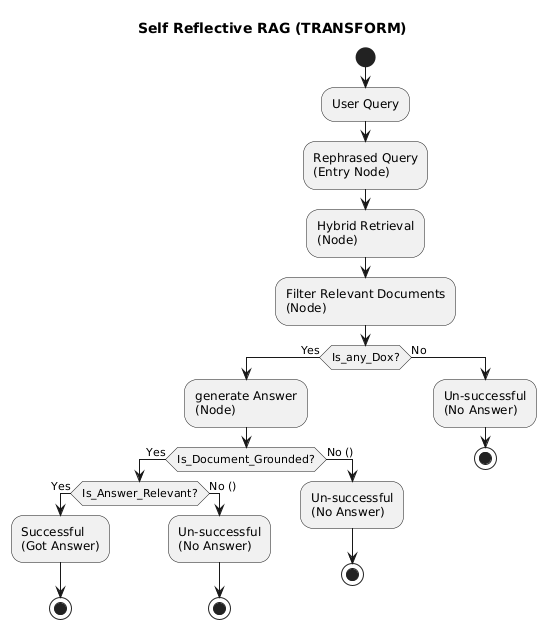 Self Reflective RAG (TRANSFORM)
User Query
Rephrased Query
(Entry Node)
Hybrid Retrieval
(Node)
Filter Relevant Documents
(Node)
Yes
Is_any_Dox?
No
generate Answer
(Node)
Un-successful
(No Answer)
Yes
Is_Document_Grounded?
No ()
Yes
Is_Answer_Relevant?
No ()
Un-successful
(No Answer)
Successful
(Got Answer)
Un-successful
(No Answer)